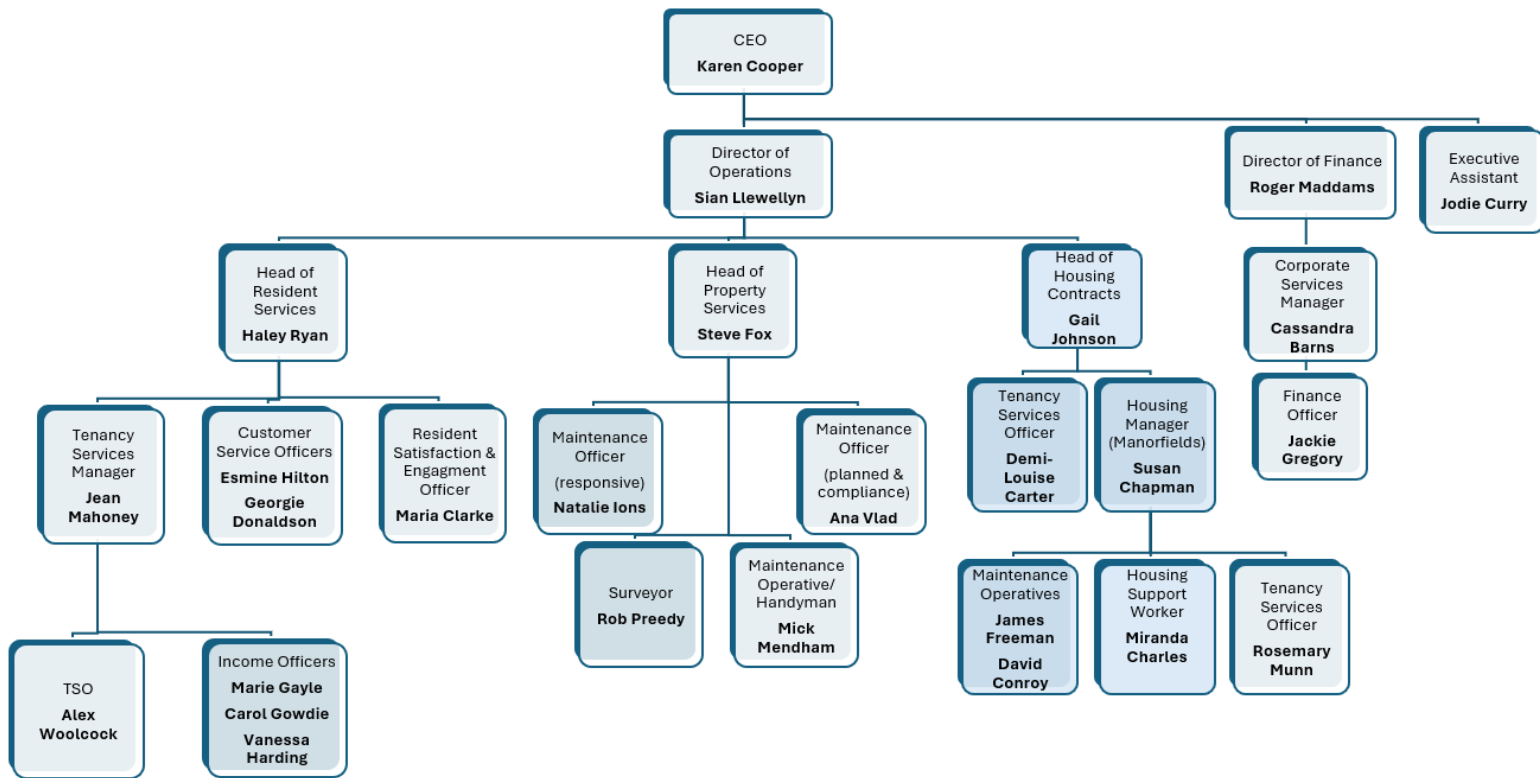 CEO
Karen Cooper
Director of
Operations
Sian Llewellyn
Director of Finance
Roger Maddams
Executive
Assistant
Jodie Curry
Head of
Resident
Services
Haley Ryan
Head of
Property
Services
Steve Fox
Head of
Housing
Contracts
Gail
Johnson
Corporate
Services
Manager
Cassandra
Barns
Tenancy
Services
Manager
Jean
Mahoney
Customer
Service Officers
Esmine Hilton
Georgie
Donaldson
Resident
Satisfaction &
Engagment
Officer
Maria Clarke
Maintenance
Officer
(responsive)
Natalie Ions
Maintenance
Officer
(planned &
compliance)
Ana Vlad
Tenancy
Services
Officer
Demi-
Louise
Carter
Housing
Manager
(Manorfields)
Susan
Chapman
Finance
Officer
Jackie
Gregory
Surveyor
Rob Preedy
Maintenance
Operative/
Handyman
Mick
Mendham
Maintenance
Operatives
James
Freeman
David
Conroy
Housing
Support
Worker
Miranda
Charles
Tenancy
Services
Officer
Rosemary
Munn
TSO
Alex
Woolcock
Income Officers
Marie Gayle
Carol Gowdie
Vanessa
Harding